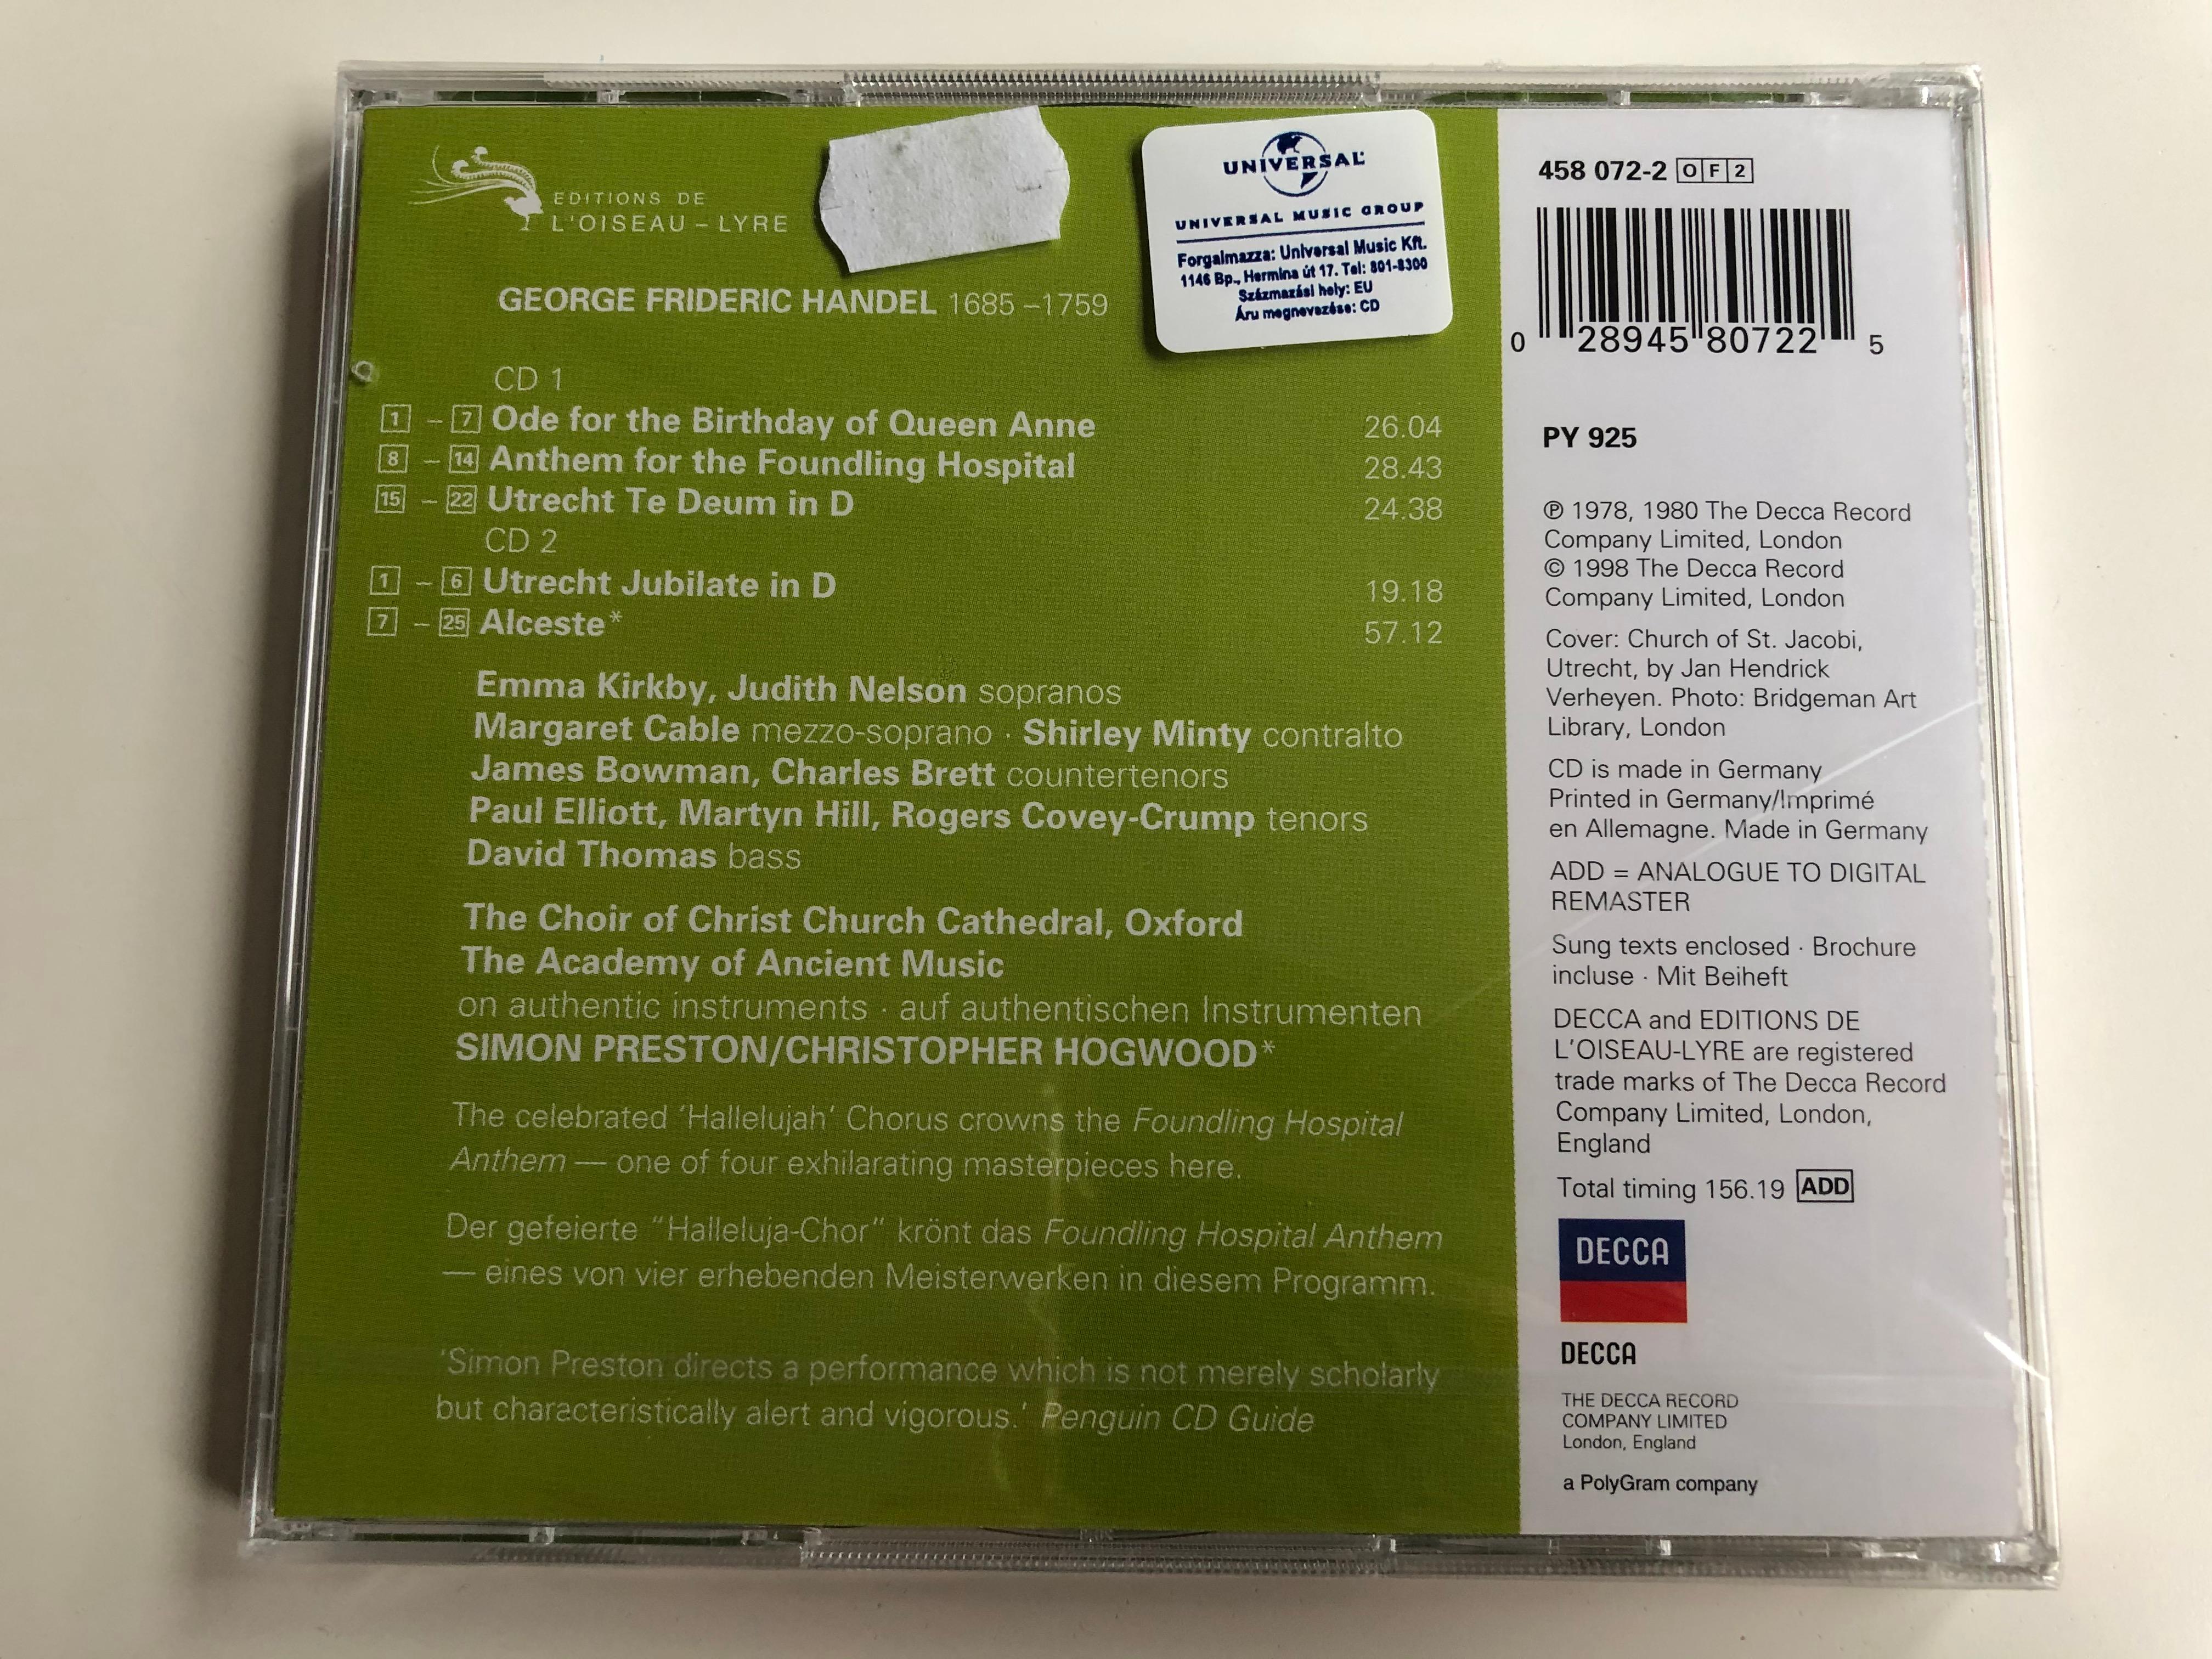 EDITIONS DE
L'OISEAU-LYRE
UNIVERSAL
UNIVERSAL MUSIC GROUP
Forgalmazza: Universal Music Kft.
1146 Bp., Hermina út 17. Tel: 801-8300
Származási hely: EU
Áru megnevezése: CD
GEORGE FRIDERIC HANDEL 1685–1759
CD 1
1 – 7 Ode for the Birthday of Queen Anne 26.04
8 – 14 Anthem for the Foundling Hospital 28.43
15 – 22 Utrecht Te Deum in D 24.38
CD 2
1 – 6 Utrecht Jubilate in D 19.18
7 – 25 Alceste* 57.12
Emma Kirkby, Judith Nelson sopranos
Margaret Cable mezzo-soprano · Shirley Minty contralto
James Bowman, Charles Brett countertenors
Paul Elliott, Martyn Hill, Rogers Covey-Crump tenors
David Thomas bass
The Choir of Christ Church Cathedral, Oxford
The Academy of Ancient Music
on authentic instruments · auf authentischen Instrumenten
SIMON PRESTON/CHRISTOPHER HOGWOOD*
The celebrated 'Hallelujah' Chorus crowns the Foundling Hospital
Anthem — one of four exhilarating masterpieces here.
Der gefeierte "Halleluja-Chor" krönt das Foundling Hospital Anthem
— eines von vier erhebenden Meisterwerken in diesem Programm.
'Simon Preston directs a performance which is not merely scholarly
but characteristically alert and vigorous.' Penguin CD Guide
458 072-2 OF2
0 28945 80722 5
PY 925
℗ 1978, 1980 The Decca Record
Company Limited, London
© 1998 The Decca Record
Company Limited, London
Cover: Church of St. Jacobi,
Utrecht, by Jan Hendrick
Verheyen. Photo: Bridgeman Art
Library, London
CD is made in Germany
Printed in Germany/Imprimé
en Allemagne. Made in Germany
ADD = ANALOGUE TO DIGITAL
REMASTER
Sung texts enclosed · Brochure
incluse · Mit Beiheft
DECCA and EDITIONS DE
L'OISEAU-LYRE are registered
trade marks of The Decca Record
Company Limited, London,
England
Total timing 156.19 ADD
DECCA
DECCA
THE DECCA RECORD
COMPANY LIMITED
London, England
a PolyGram company